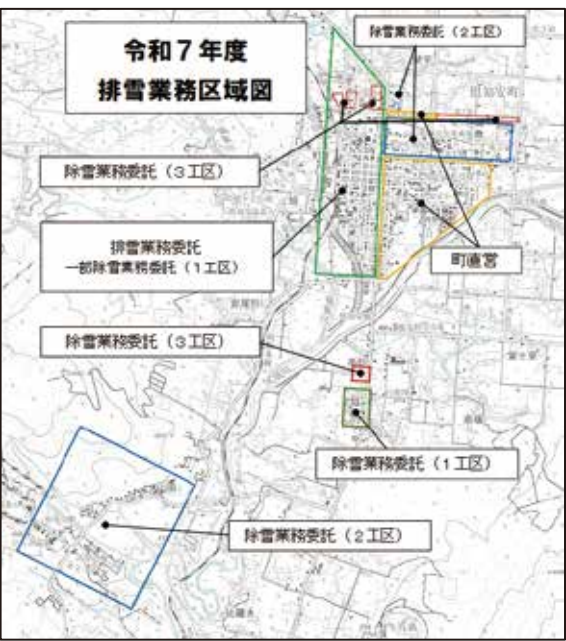 令和７年度
排雪業務区域図
除雪業務委託（２工区）
除雪業務委託（３工区）
排雪業務委託
一部除雪業務委託（１工区）
町直営
除雪業務委託（３工区）
除雪業務委託（１工区）
除雪業務委託（２工区）